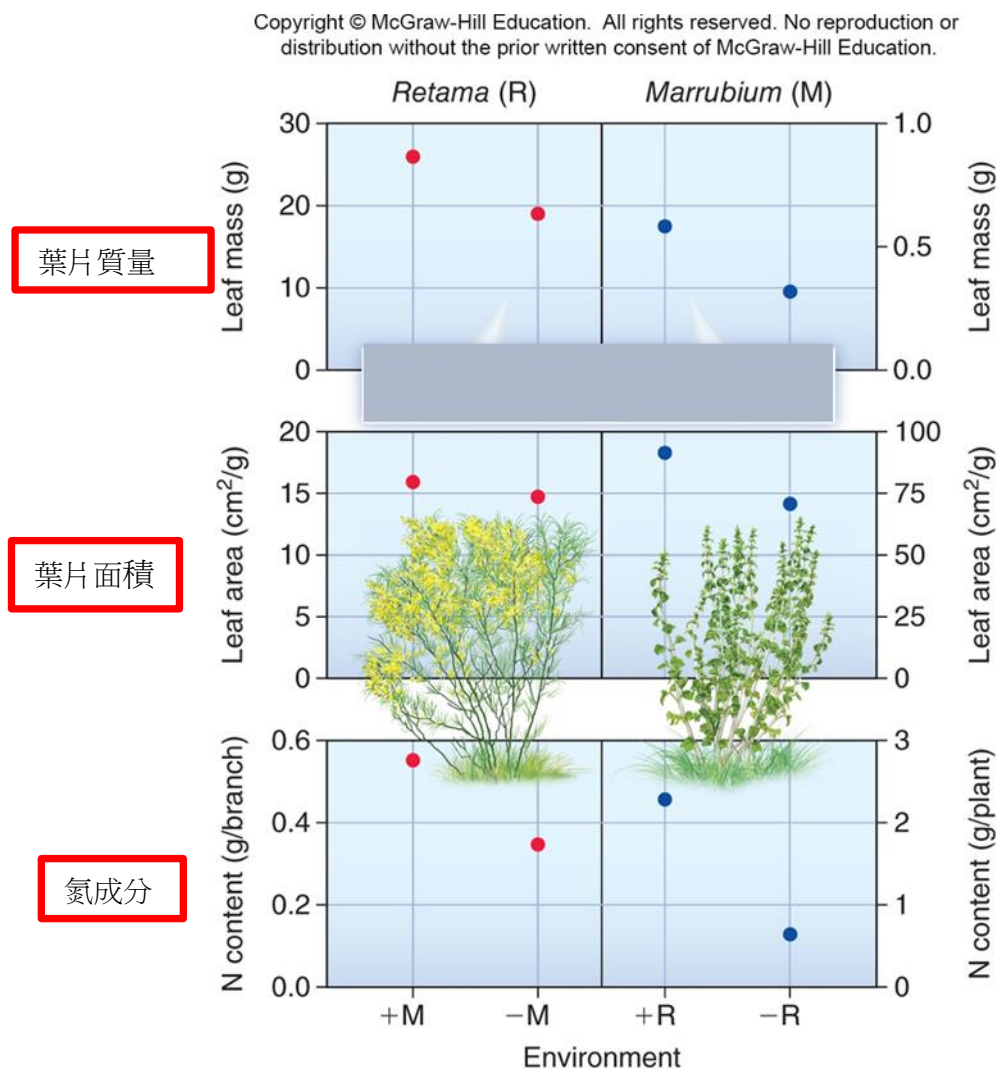 Copyright © McGraw-Hill Education. All rights reserved. No reproduction or
distribution without the prior written consent of McGraw-Hill Education.
Retama (R)
Marrubium (M)
葉片質量
Leaf mass (g)
30
20
10
0
1.0
0.5
0.0
Leaf mass (g)
葉片面積
Leaf area (cm²/g)
20
15
10
5
0
100
75
50
25
0
Leaf area (cm²/g)
氮成分
N content (g/branch)
0.6
0.4
0.2
0.0
3
2
1
0
N content (g/plant)
+M
−M
+R
−R
Environment